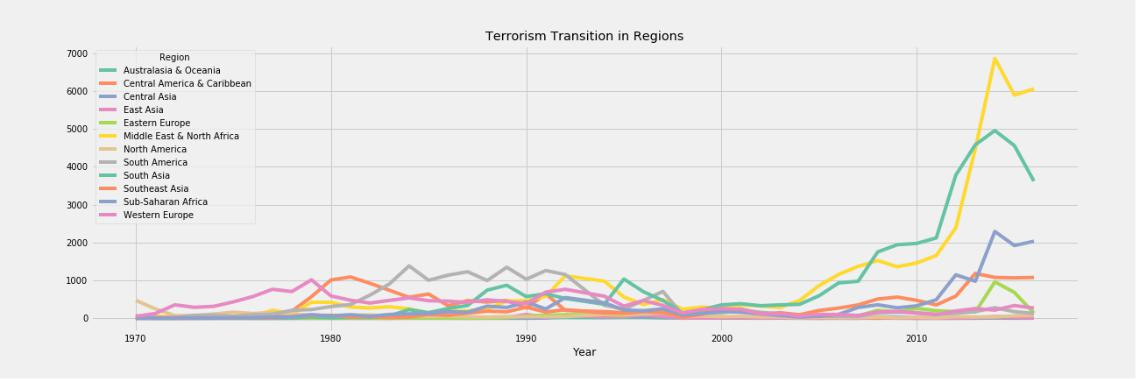 Terrorism Transition in Regions
7000
6000
5000
4000
3000
2000
1000
0
Region
Australasia & Oceania
Central America & Caribbean
Central Asia
East Asia
Eastern Europe
Middle East & North Africa
North America
South America
South Asia
Southeast Asia
Sub-Saharan Africa
Western Europe
1970 1980 1990 2000 2010
Year